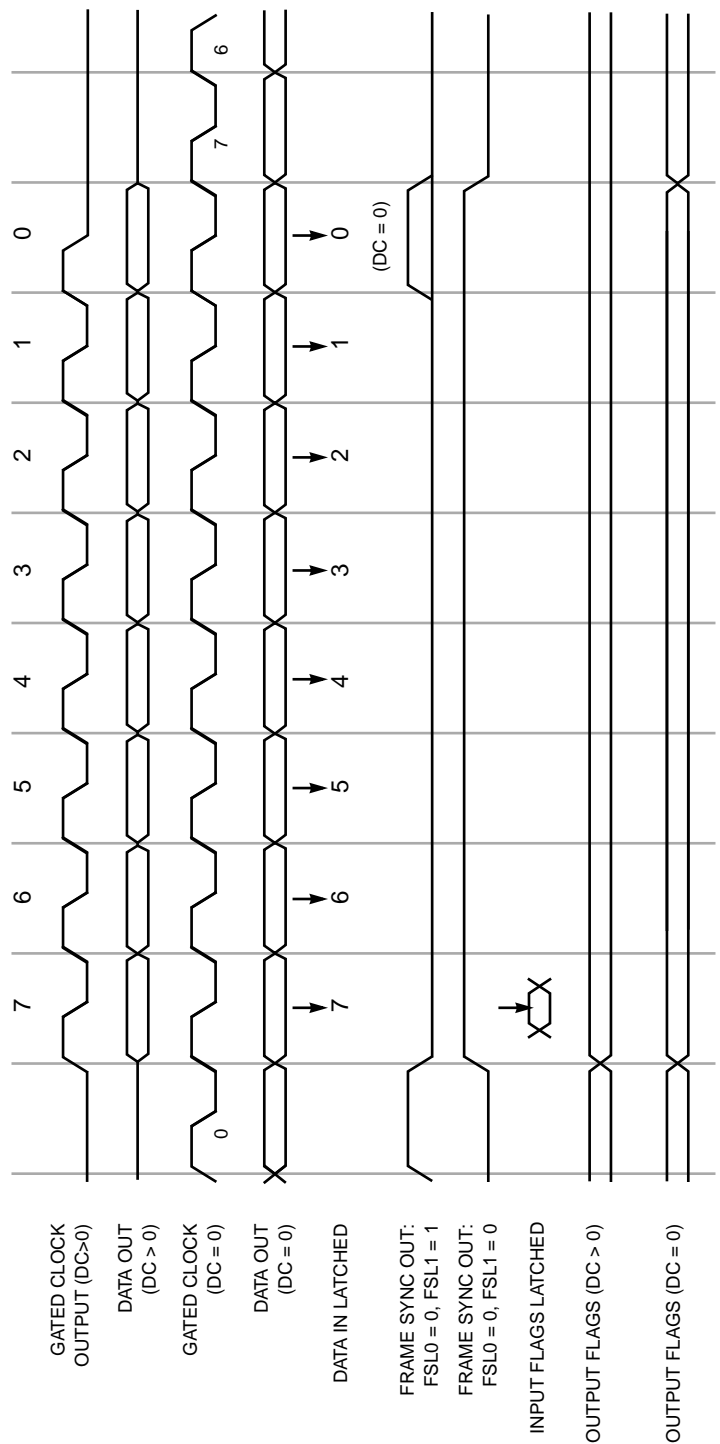 7 6 5 4 3 2 1 0
GATED CLOCK
OUTPUT (DC>0)
DATA OUT
(DC > 0)
GATED CLOCK
(DC = 0)
0 7 6
DATA OUT
(DC = 0)
DATA IN LATCHED
7 6 5 4 3 2 1 0
FRAME SYNC OUT:
FSL0 = 0, FSL1 = 1
(DC = 0)
FRAME SYNC OUT:
FSL0 = 0, FSL1 = 0
INPUT FLAGS LATCHED
OUTPUT FLAGS (DC > 0)
OUTPUT FLAGS (DC = 0)